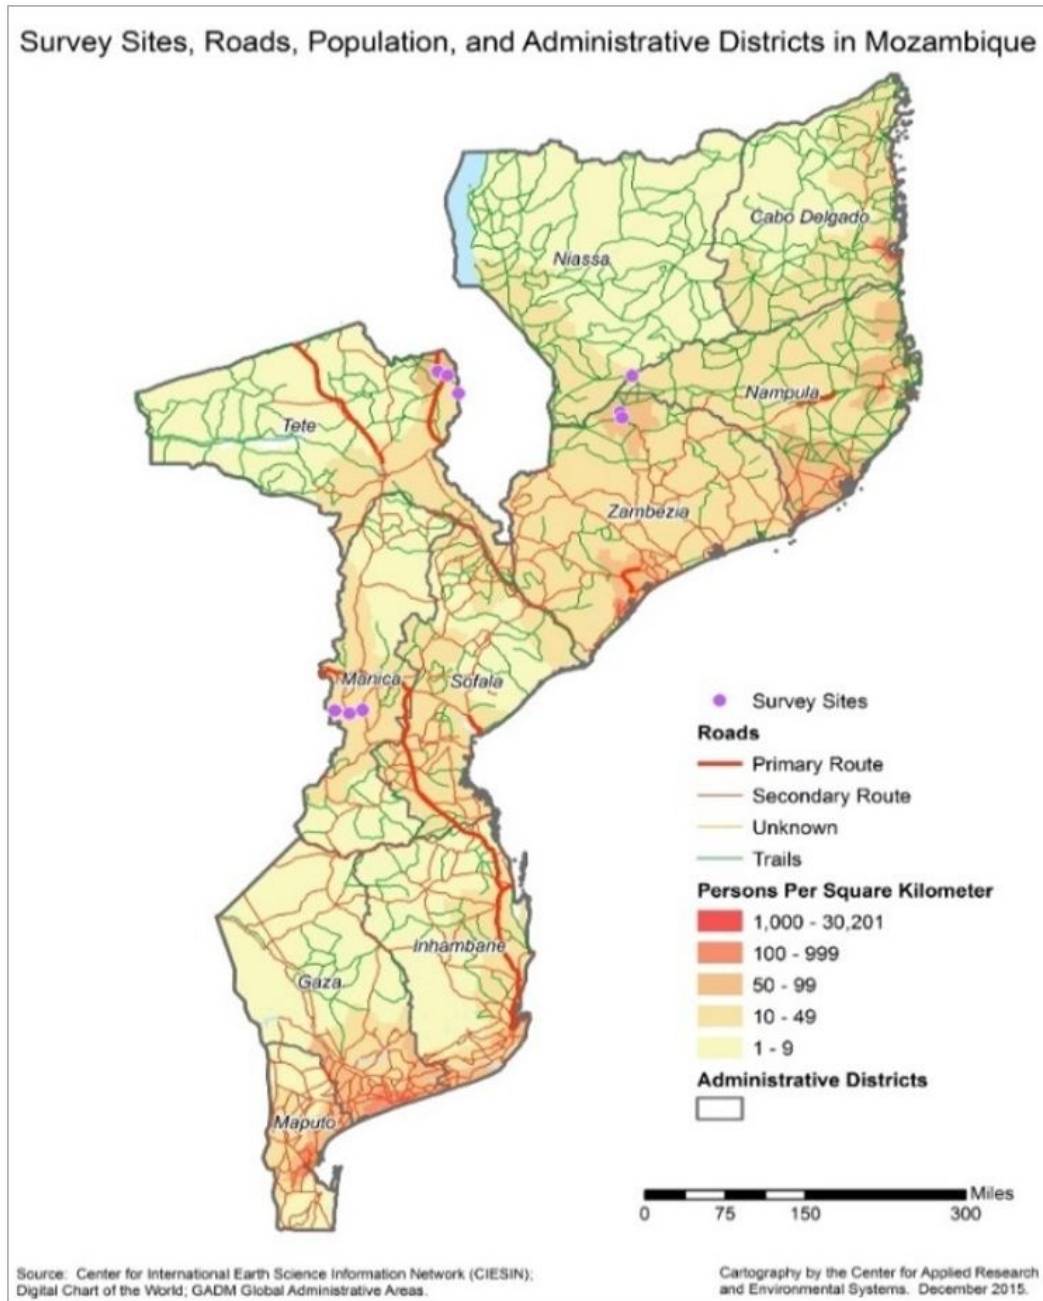 Survey Sites, Roads, Population, and Administrative Districts in Mozambique
Cabo Delgado
Niassa
Nampula
Tete
Zambezia
Manica
Sofala
Inhambane
Gaza
Maputo
Survey Sites
Roads
Primary Route
Secondary Route
Unknown
Trails
Persons Per Square Kilometer
1,000 - 30,201
100 - 999
50 - 99
10 - 49
1 - 9
Administrative Districts
Miles
0 75 150 300
Source: Center for International Earth Science Information Network (CIESIN);
Digital Chart of the World; GADM Global Administrative Areas.
Cartography by the Center for Applied Research
and Environmental Systems. December 2015.